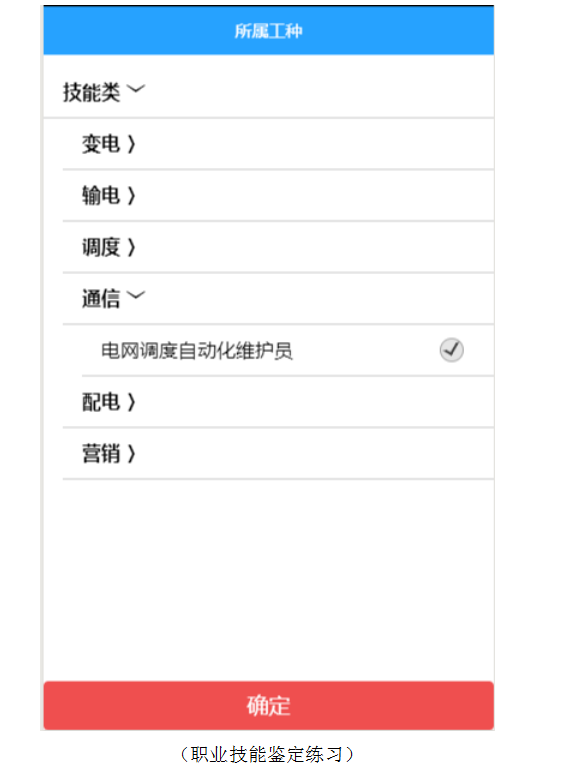 所属工种
技能类
变电
输电
调度
通信
电网调度自动化维护员
配电
营销
确定
（职业技能鉴定练习）